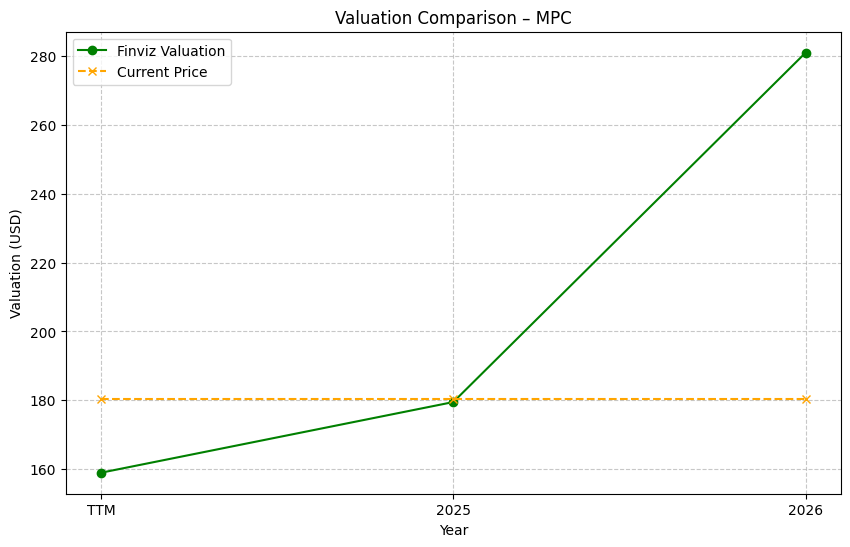 Valuation Comparison – MPC
Finviz Valuation
Current Price
Valuation (USD)
280
260
240
220
200
180
160
TTM
2025
2026
Year